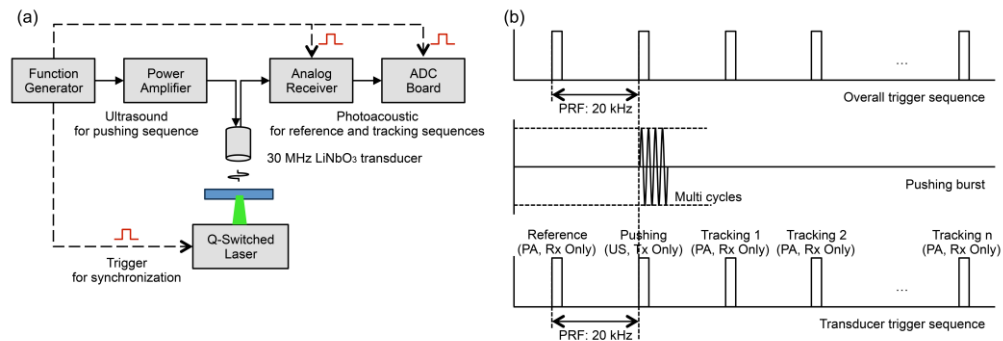 (a)
Function
Generator
Power
Amplifier
Analog
Receiver
ADC
Board
Ultrasound
for pushing sequence
Photoacoustic
for reference and tracking sequences
30 MHz LiNbO₃ transducer
Q-Switched
Laser
Trigger
for synchronization
(b)
...
PRF: 20 kHz
Overall trigger sequence
Pushing burst
Multi cycles
Reference
(PA, Rx Only)
Pushing
(US, Tx Only)
Tracking 1
(PA, Rx Only)
Tracking 2
(PA, Rx Only)
Tracking n
(PA, Rx Only)
...
PRF: 20 kHz
Transducer trigger sequence